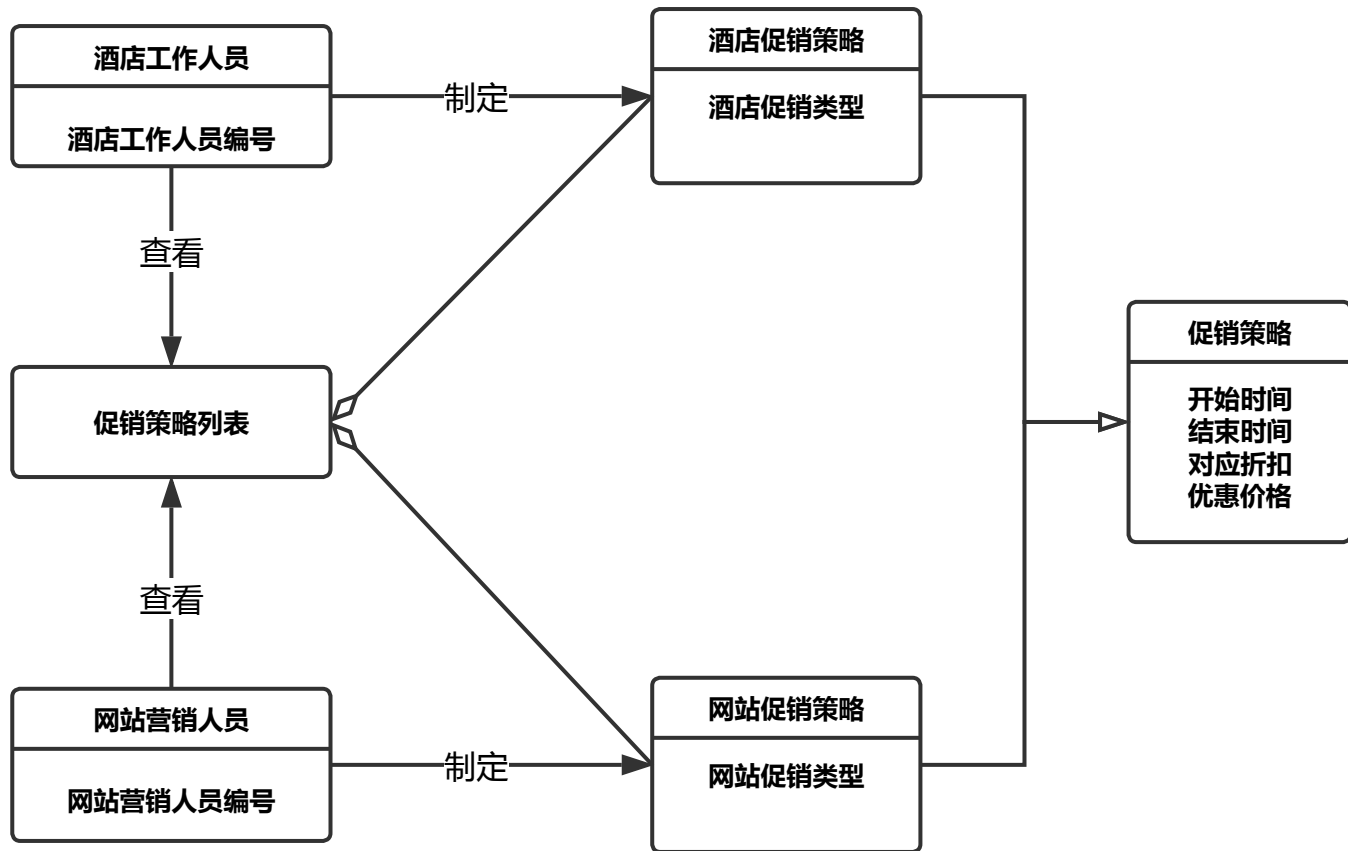 酒店工作人员
酒店工作人员编号
制定
酒店促销策略
酒店促销类型
查看
促销策略列表
促销策略
开始时间
结束时间
对应折扣
优惠价格
查看
网站营销人员
网站营销人员编号
制定
网站促销策略
网站促销类型